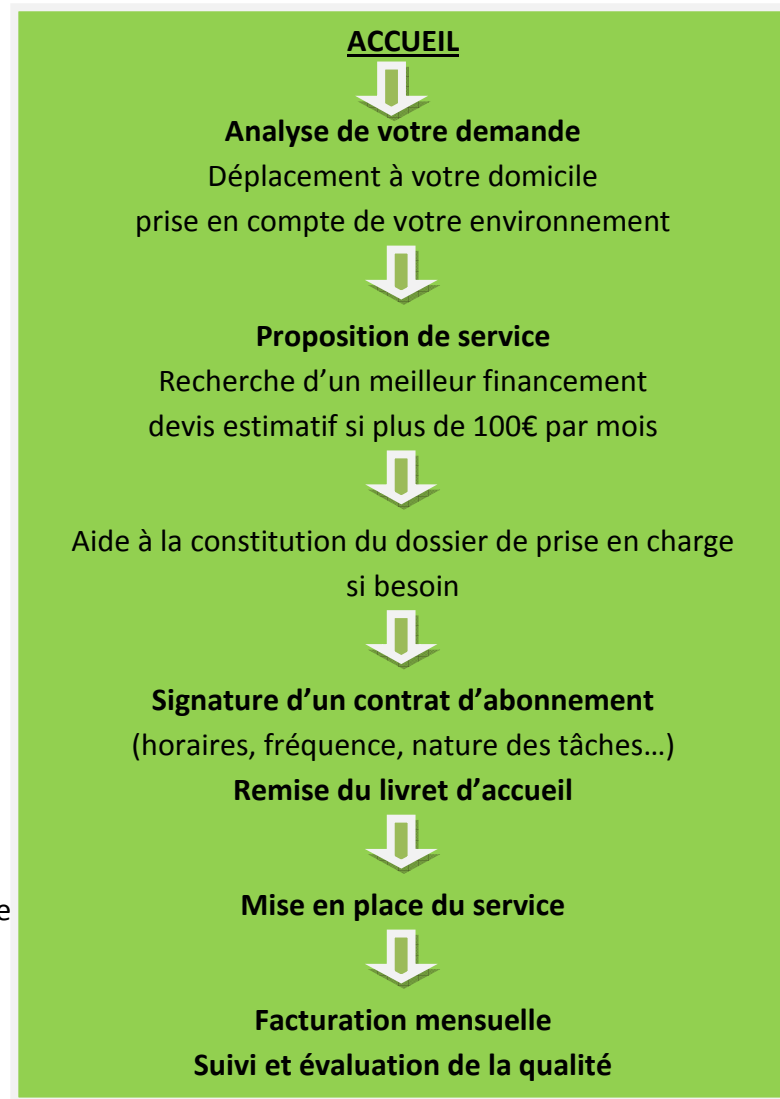 ACCUEIL
Analyse de votre demande
Déplacement à votre domicile
prise en compte de votre environnement
Proposition de service
Recherche d’un meilleur financement
devis estimatif si plus de 100€ par mois
Aide à la constitution du dossier de prise en charge
si besoin
Signature d’un contrat d’abonnement
(horaires, fréquence, nature des tâches…)
Remise du livret d’accueil
e
Mise en place du service
Facturation mensuelle
Suivi et évaluation de la qualité